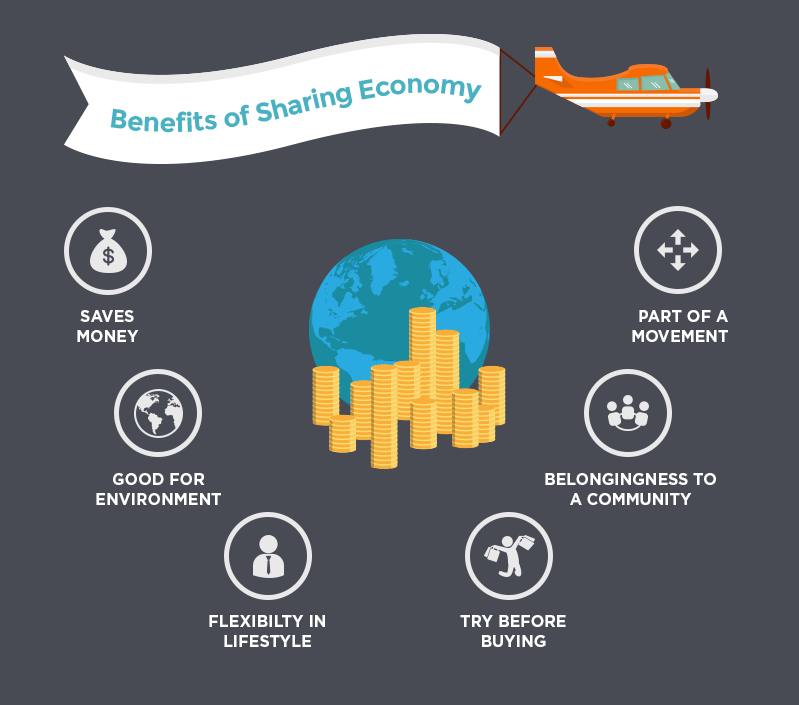 Benefits of Sharing Economy
$
SAVES
MONEY
PART OF A
MOVEMENT
GOOD FOR
ENVIRONMENT
BELONGINGNESS TO
A COMMUNITY
FLEXIBILTY IN
LIFESTYLE
TRY BEFORE
BUYING